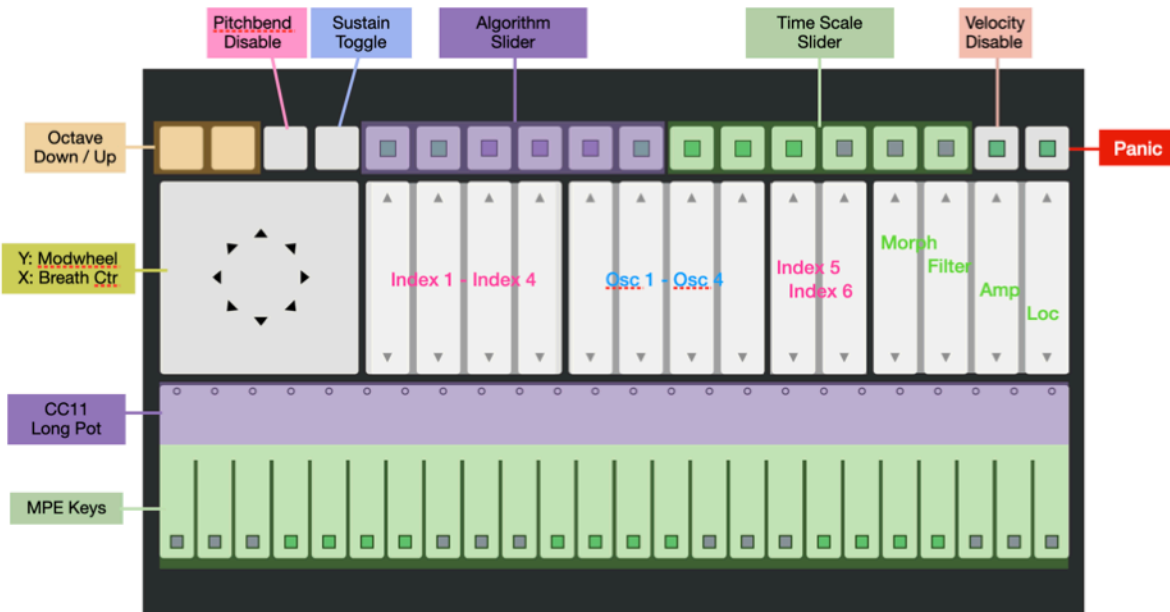 Pitchbend
Disable
Sustain
Toggle
Algorithm
Slider
Time Scale
Slider
Velocity
Disable
Octave
Down / Up
Panic
Y: Modwheel
X: Breath Ctr
Index 1 - Index 4
Osc 1 - Osc 4
Index 5
Index 6
Morph
Filter
Amp
Loc
CC11
Long Pot
MPE Keys